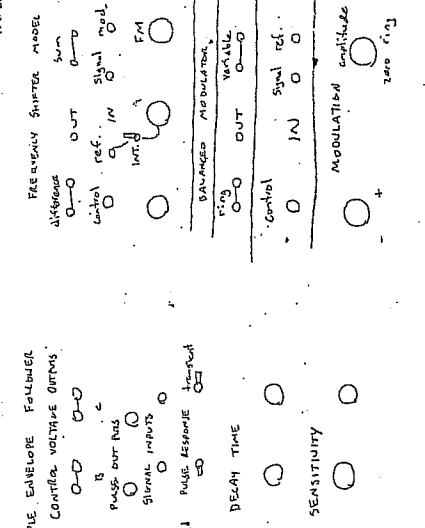 FREQUENCY SHIFTER MODEL
difference OUT sum
control ref. IN signal mod.
INT. FM
BALANCED MODULATOR
ring OUT variable
control IN signal ref.
+
MODULATION
amplitude
- + zero ring
ENVELOPE FOLLOWER
CONTROL VOLTAGE OUTPUTS
B C
PULSE OUTPUTS
SIGNAL INPUTS
PULSE RESPONSE transient
DECAY TIME
SENSITIVITY